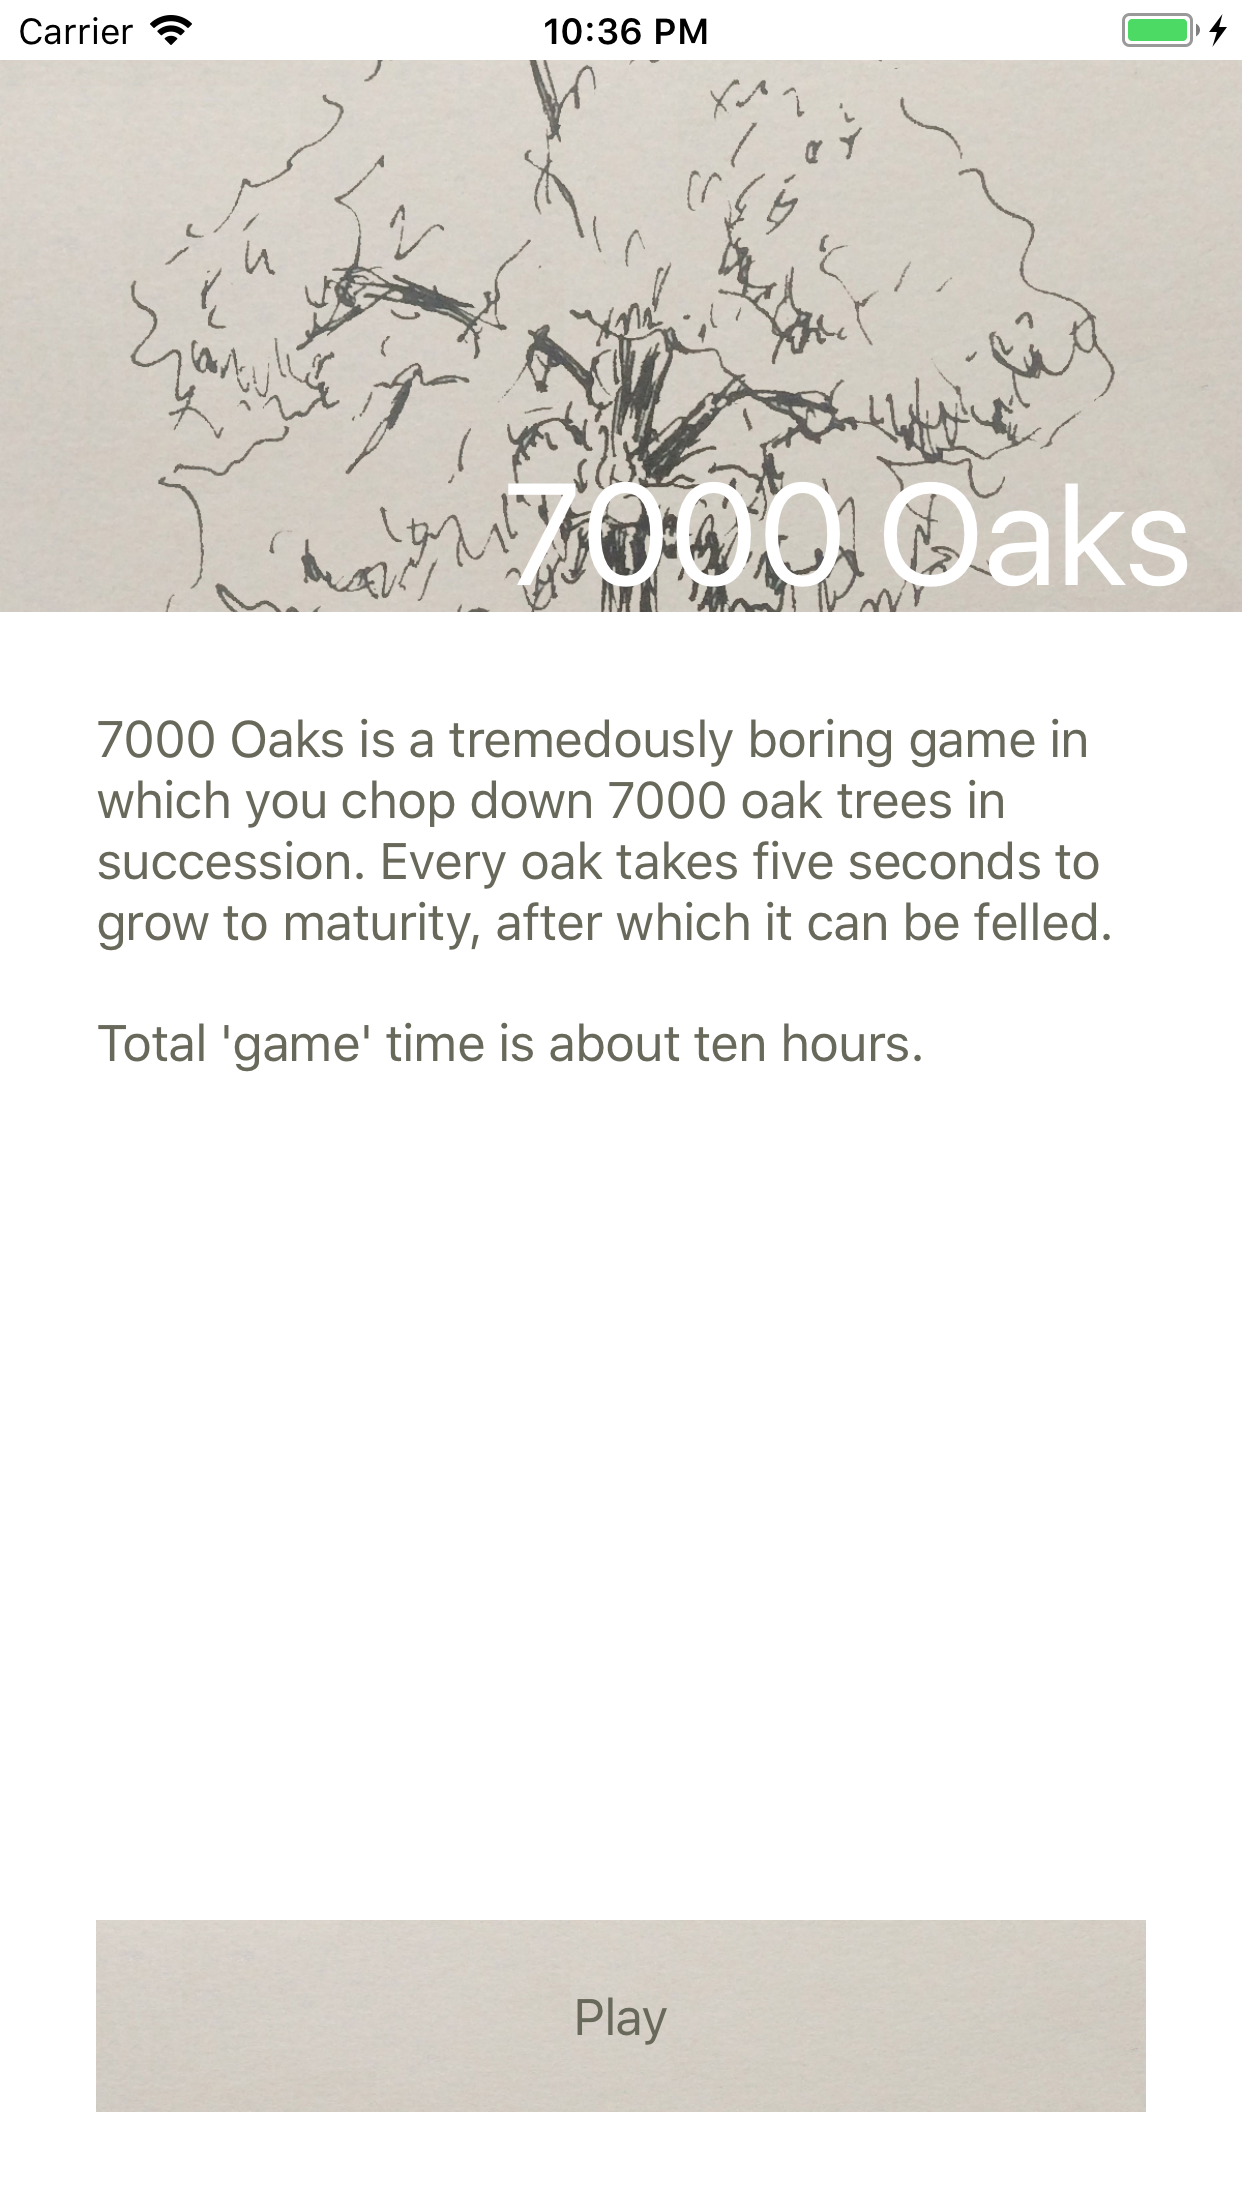 Carrier 10:36 PM
7000 Oaks
7000 Oaks is a tremedously boring game in
which you chop down 7000 oak trees in
succession. Every oak takes five seconds to
grow to maturity, after which it can be felled.
Total 'game' time is about ten hours.
Play